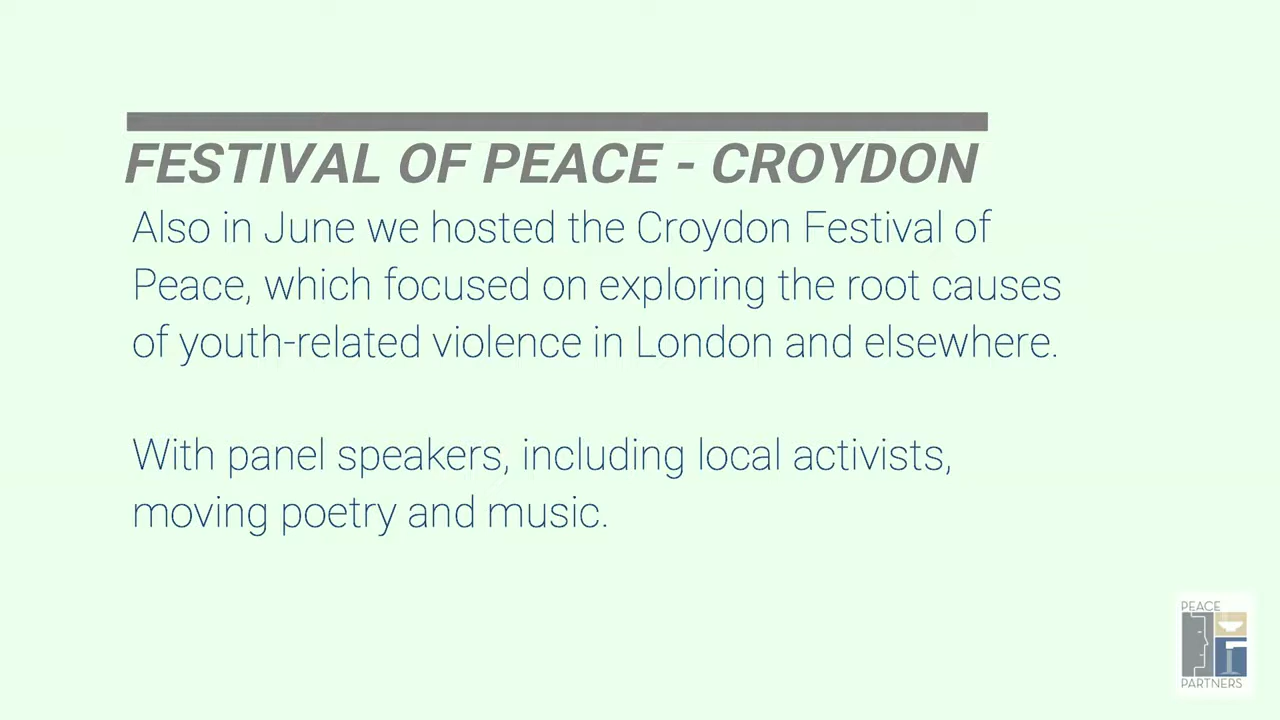 FESTIVAL OF PEACE - CROYDON
Also in June we hosted the Croydon Festival of
Peace, which focused on exploring the root causes
of youth-related violence in London and elsewhere.
With panel speakers, including local activists,
moving poetry and music.
PEACE
PARTNERS